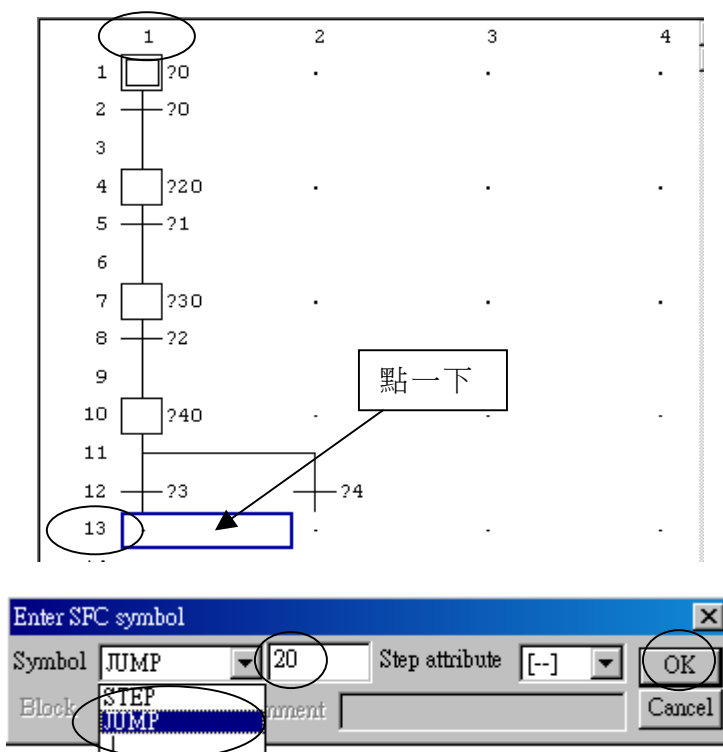 1 2 3 4
1 ?0
2 ?0
3
4 ?20
5 ?1
6
7 ?30
8 ?2
9
點一下
10 ?40
11
12 ?3 ?4
13
Enter SFC symbol
Symbol JUMP 20 Step attribute [--] OK
Block STEP Cancel
JUMP